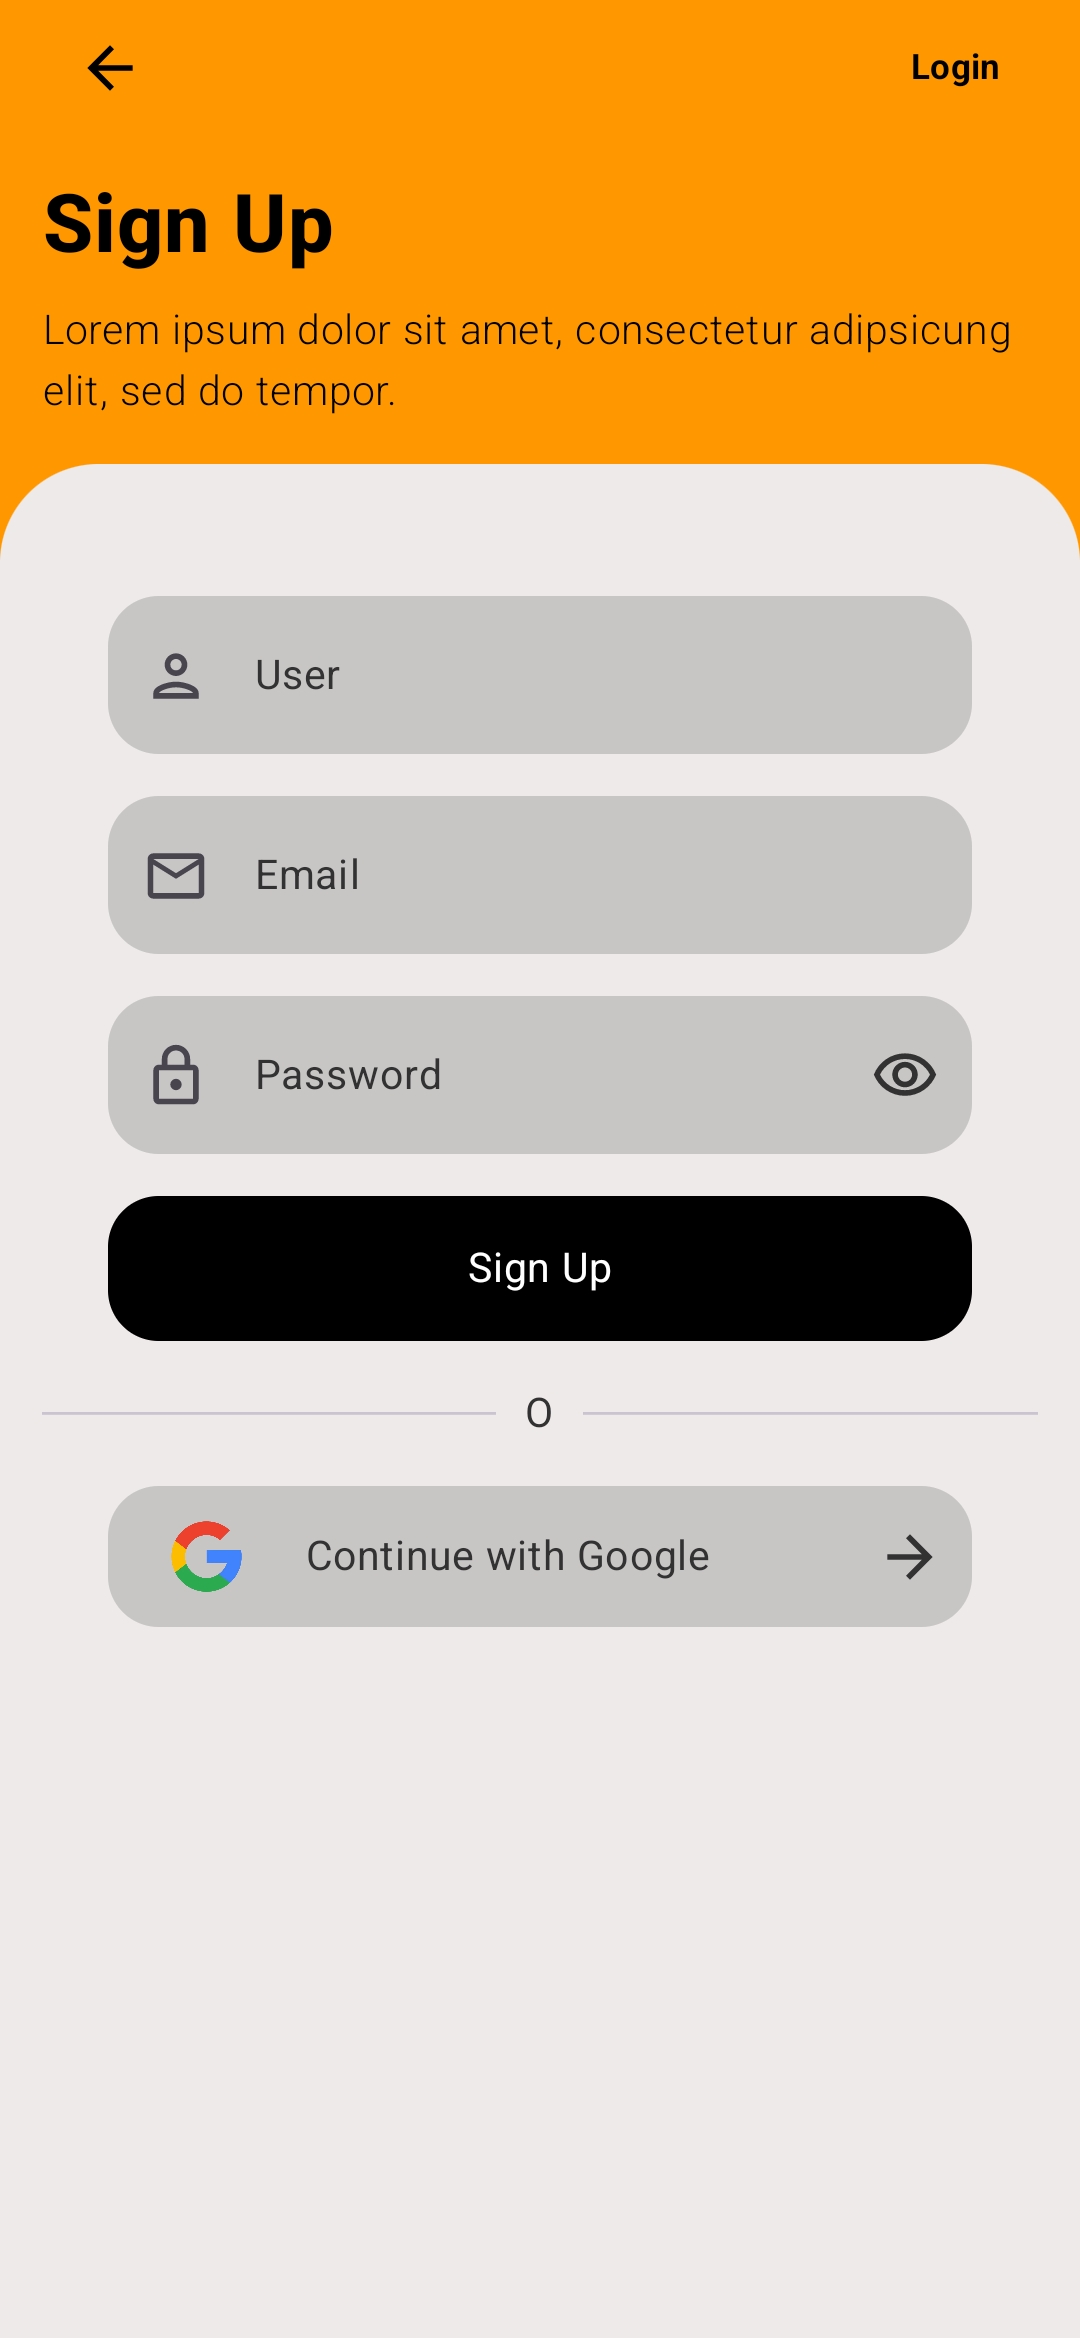 Login
Sign Up
Lorem ipsum dolor sit amet, consectetur adipsicung
elit, sed do tempor.
User
Email
Password
Sign Up
O
Continue with Google